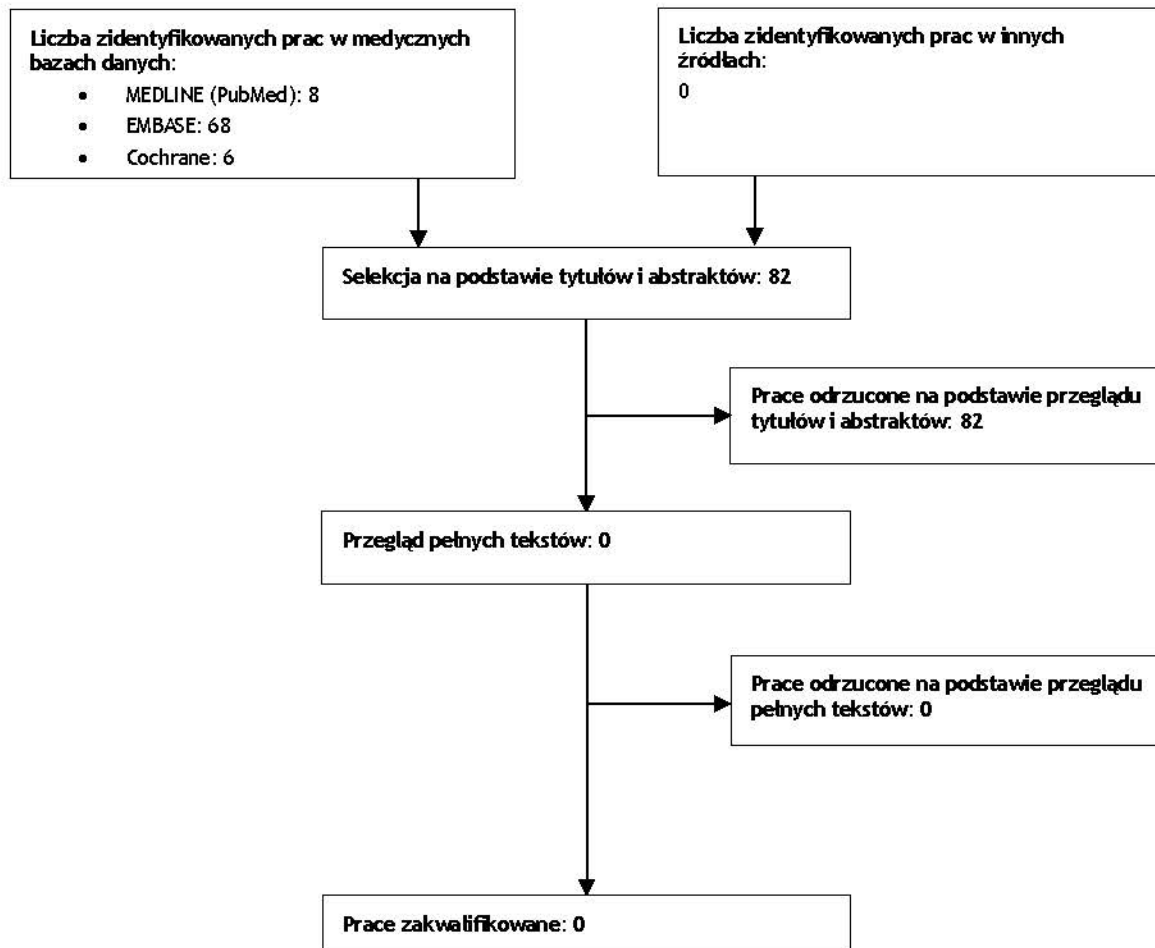 Liczba zidentyfikowanych prac w medycznych
bazach danych:
• MEDLINE (PubMed): 8
• EMBASE: 68
• Cochrane: 6
Liczba zidentyfikowanych prac w innych
źródłach:
0
Selekcja na podstawie tytułów i abstraktów: 82
Prace odrzucone na podstawie przeglądu
tytułów i abstraktów: 82
Przegląd pełnych tekstów: 0
Prace odrzucone na podstawie przeglądu
pełnych tekstów: 0
Prace zakwalifikowane: 0